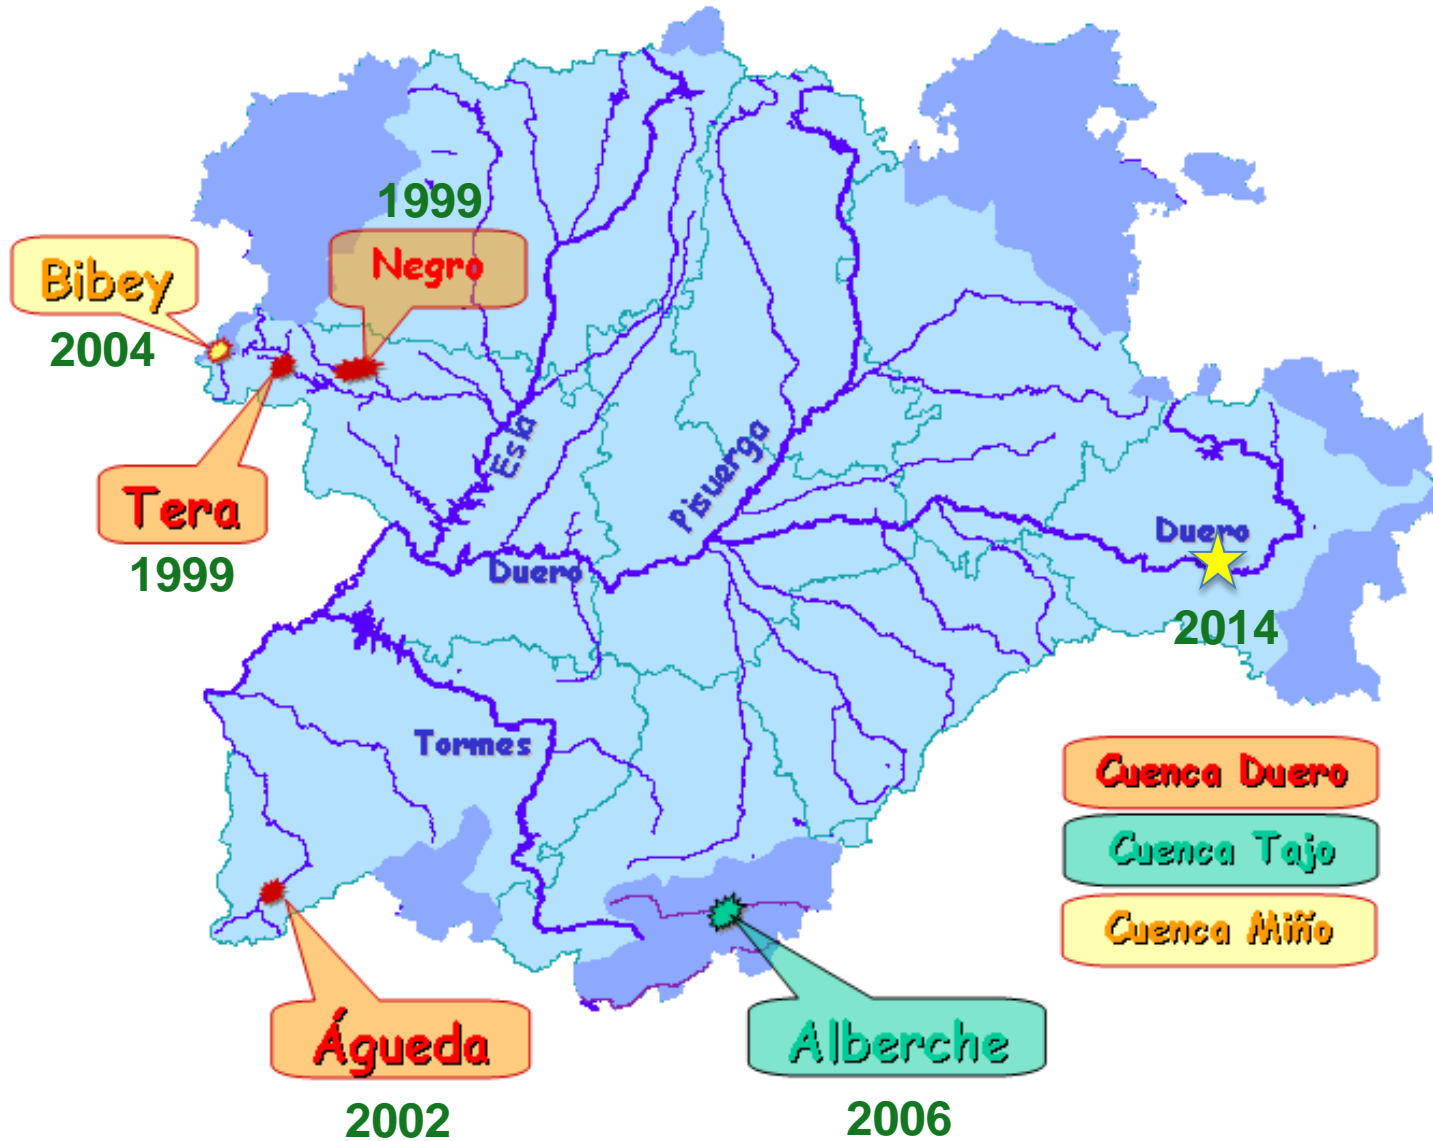 1999
Negro
Bibey
2004
Esla
Pisuerga
Tera
1999
Duero
Duero
2014
Tormes
Cuenca Duero
Cuenca Tajo
Cuenca Miño
Águeda
2002
Alberche
2006